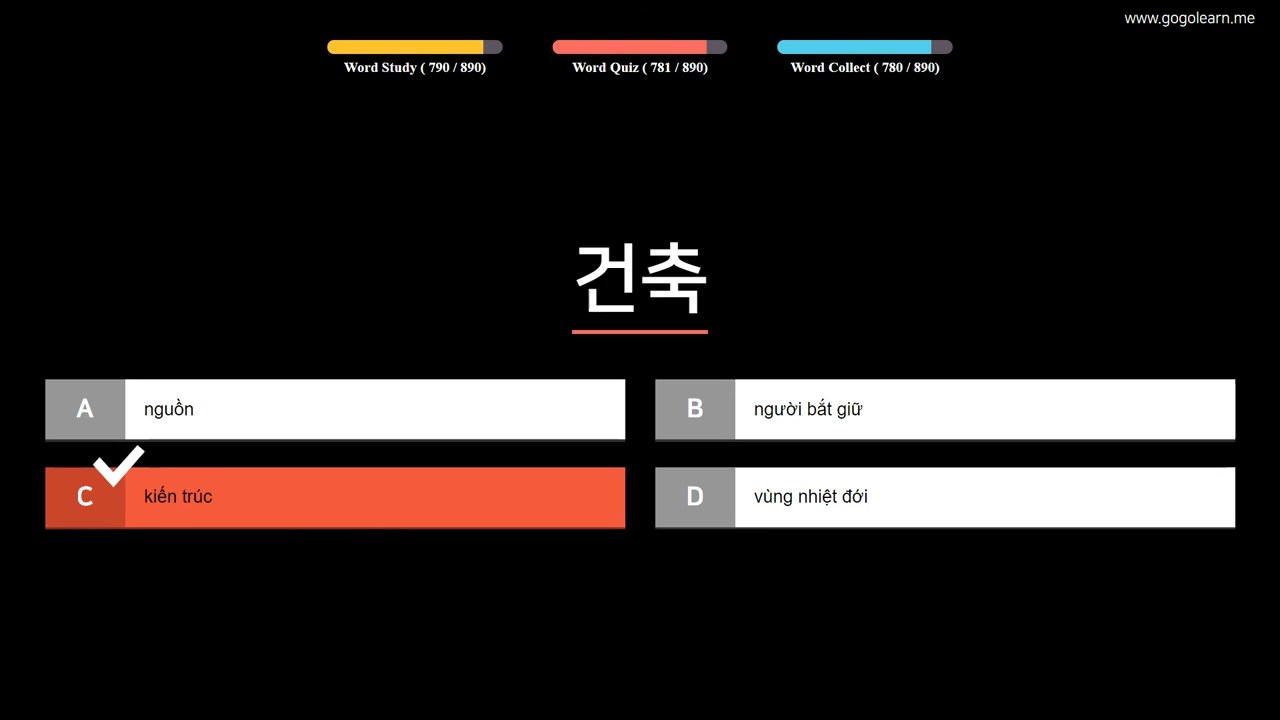 www.gogolearn.me
Word Study ( 790 / 890)
Word Quiz ( 781 / 890)
Word Collect ( 780 / 890)
건축
A nguồn
B người bắt giữ
C kiến trúc
D vùng nhiệt đới